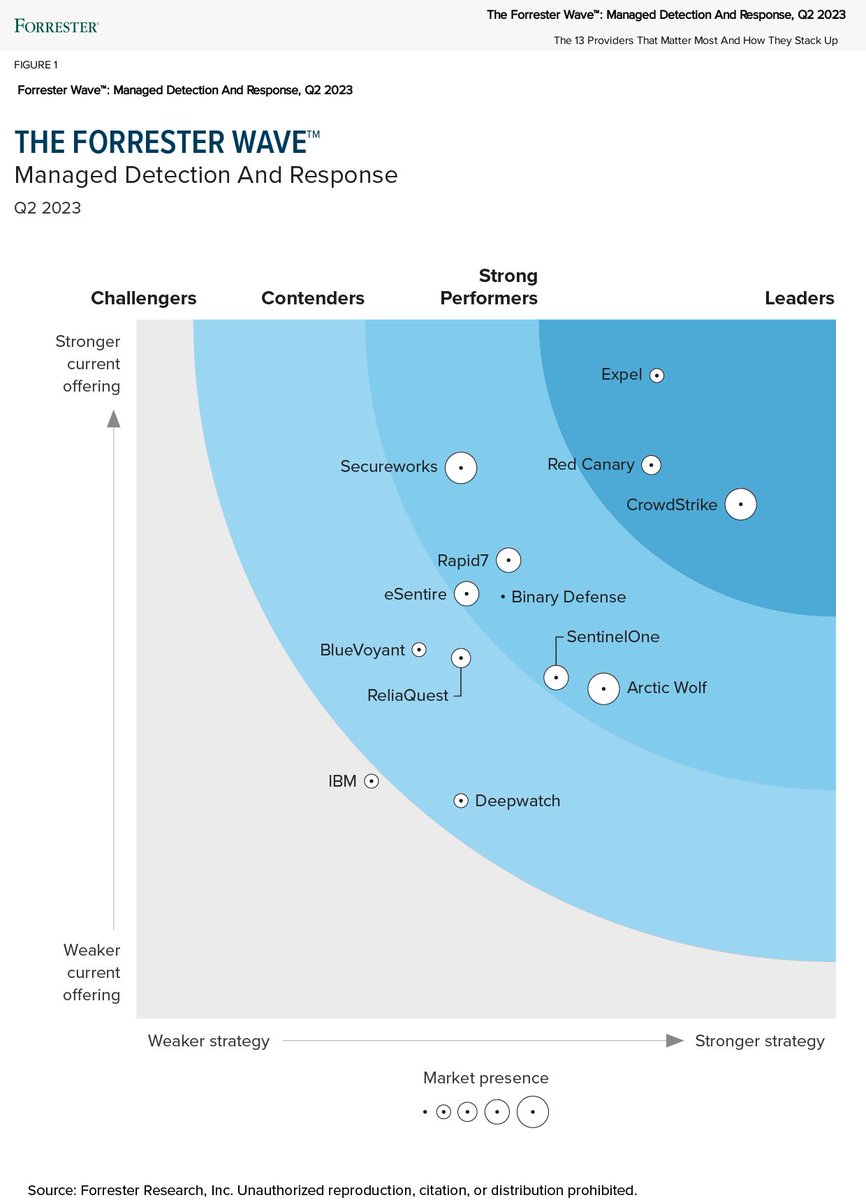 FORRESTER®
The Forrester Wave™: Managed Detection And Response, Q2 2023
The 13 Providers That Matter Most And How They Stack Up
FIGURE 1
Forrester Wave™: Managed Detection And Response, Q2 2023
THE FORRESTER WAVE™
Managed Detection And Response
Q2 2023
Challengers
Contenders
Strong
Performers
Leaders
Stronger
current
offering
Expel
Secureworks
Red Canary
CrowdStrike
Rapid7
eSentire
Binary Defense
SentinelOne
BlueVoyant
ReliaQuest
Arctic Wolf
IBM
Deepwatch
Weaker
current
offering
Weaker strategy
Stronger strategy
Market presence
Source: Forrester Research, Inc. Unauthorized reproduction, citation, or distribution prohibited.